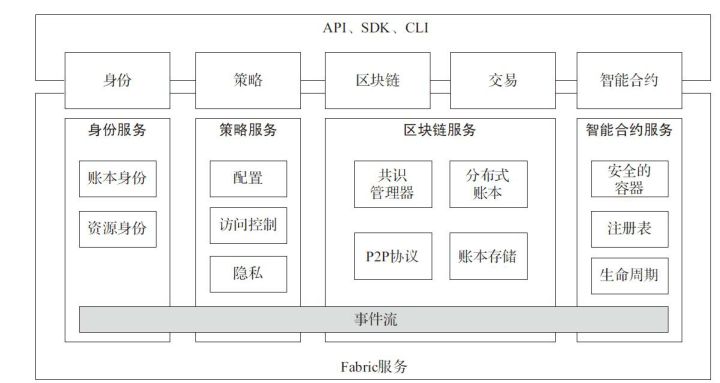 API、SDK、CLI
身份
策略
区块链
交易
智能合约
身份服务
策略服务
区块链服务
智能合约服务
账本身份
资源身份
配置
访问控制
隐私
共识
管理器
分布式
账本
P2P协议
账本存储
安全的
容器
注册表
生命周期
事件流
Fabric服务